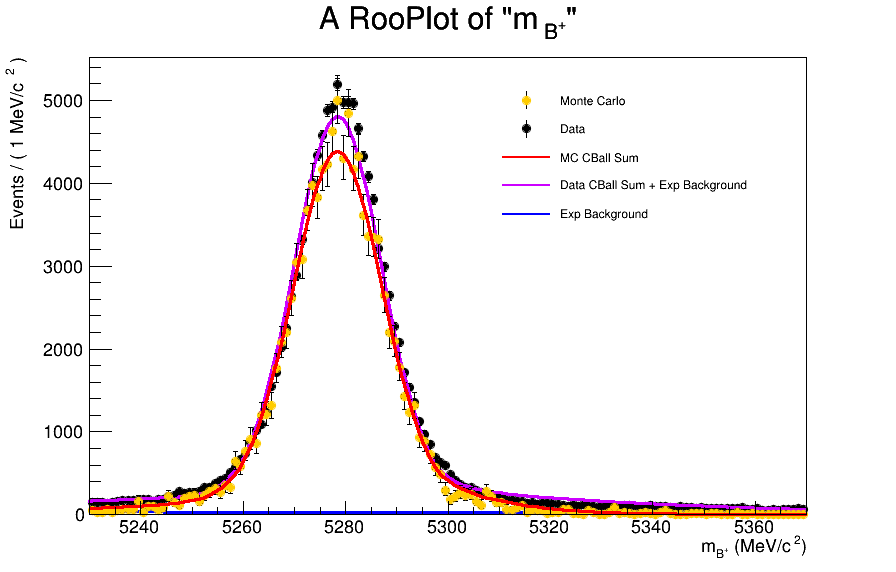 A RooPlot of "m B+"
Events / ( 1 MeV/c 2 )
5000
4000
3000
2000
1000
0
Monte Carlo
Data
MC CBall Sum
Data CBall Sum + Exp Background
Exp Background
5240 5260 5280 5300 5320 5340 5360
m B+ (MeV/c 2)